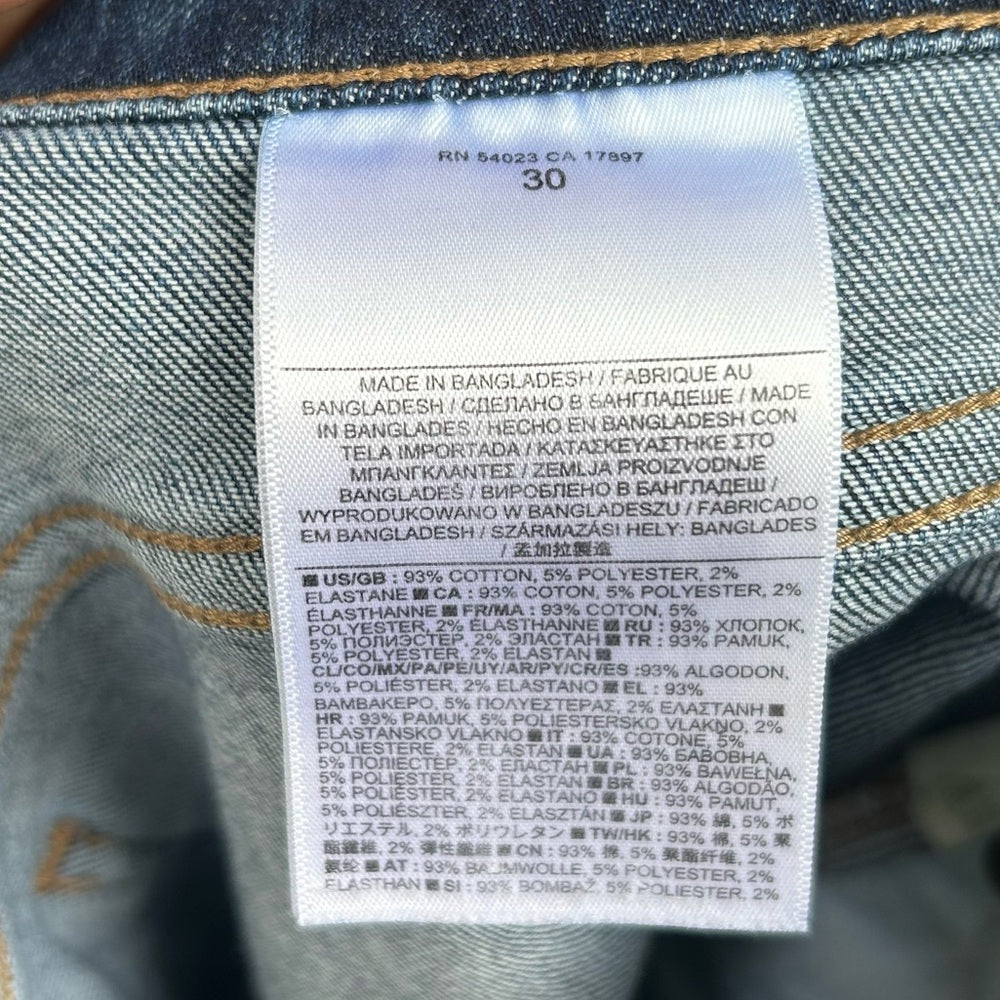 RN 54023 CA 17897
30
MADE IN BANGLADESH / FABRIQUE AU
BANGLADESH / СДЕЛАНО В БАНГЛАДЕШЕ / MADE
IN BANGLADES / HECHO EN BANGLADESH CON
TELA IMPORTADA / ΚΑΤΑΣΚΕΥΑΣΤΗΚΕ ΣΤΟ
ΜΠΑΝΓΚΛΑΝΤΕΣ / ZEMLJA PROIZVODNJE
BANGLADEŠ / ВИРОБЛЕНО В БАНГЛАДЕШ /
WYPRODUKOWANO W BANGLADESZU / FABRICADO
EM BANGLADESH / SZÁRMAZÁSI HELY: BANGLADES
/ 孟加拉製造
US/GB : 93% COTTON, 5% POLYESTER, 2%
ELASTANE ■ CA : 93% COTON, 5% POLYESTER, 2%
ÉLASTHANNE ■ FR/MA : 93% COTON, 5%
POLYESTER, 2% ÉLASTHANNE ■ RU : 93% ХЛОПОК,
5% ПОЛИЭСТЕР, 2% ЭЛАСТАН ■ TR : 93% PAMUK,
5% POLYESTER, 2% ELASTAN ■
CL/CO/MX/PA/PE/UY/AR/PY/CR/ES :93% ALGODON,
5% POLIÉSTER, 2% ELASTANO ■ EL : 93%
ΒΑΜΒΑΚΕΡΟ, 5% ΠΟΛΥΕΣΤΕΡΑΣ, 2% ΕΛΑΣΤΑΝΗ ■
HR : 93% PAMUK, 5% POLIESTERSKO VLAKNO, 2%
ELASTANSKO VLAKNO ■ IT : 93% COTONE, 5%
POLIESTERE, 2% ELASTAN ■ UA : 93% БАВОВНА,
5% ПОЛІЕСТЕР, 2% ЕЛАСТАН ■ PL : 93% BAWEŁNA,
5% POLIESTER, 2% ELASTAN ■ BR : 93% ALGODÃO,
5% POLIÉSTER, 2% ELASTANO ■ HU : 93% PAMUT,
5% POLIÉSZTER, 2% ELASZTÁN ■ JP : 93% 綿, 5% ポ
リエステル, 2% ポリウレタン ■ TW/HK : 93% 棉, 5% 聚
酯纖維, 2% 彈性纖維 ■ CN : 93% 棉, 5% 聚酯纤维, 2%
氨纶 ■ AT : 93% BAUMWOLLE, 5% POLYESTER, 2%
ELASTHAN ■ SI : 93% BOMBAŽ, 5% POLIESTER, 2%